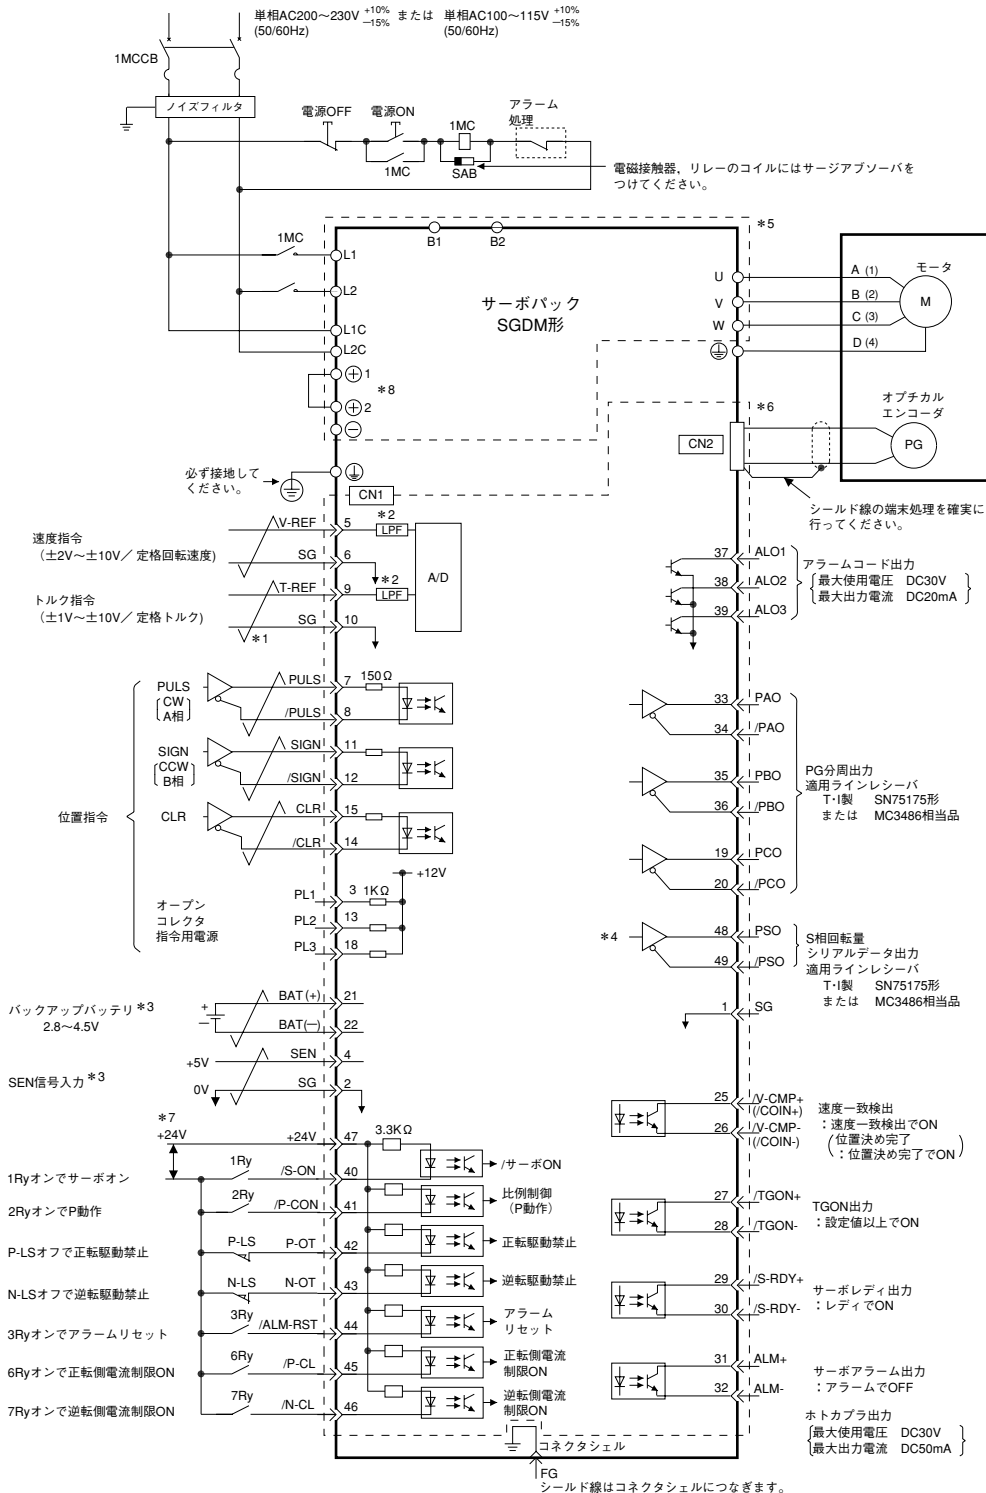 単相AC200～230V +10% −15% または 単相AC100～115V +10% −15%
(50/60Hz) (50/60Hz)
1MCCB
ノイズフィルタ
電源OFF
電源ON
アラーム
処理
1MC
1MC
SAB
電磁接触器，リレーのコイルにはサージアブソーバを
つけてください。
1MC
B1
B2
＊5
L1
L2
L1C
L2C
＋1
＊8
＋2
−
サーボパック
SGDM形
U
V
W
A (1)
B (2)
C (3)
D (4)
モータ
M
＊6
CN2
オプチカル
エンコーダ
PG
シールド線の端末処理を確実に
行ってください。
必ず接地して
ください。
CN1
速度指令
(±2V～±10V／ 定格回転速度)
V-REF 5 ＊2 LPF
SG 6
A/D
トルク指令
(±1V～±10V／ 定格トルク)
T-REF 9 ＊2 LPF
SG 10
＊1
37 ALO1
38 ALO2
39 ALO3
アラームコード出力
最大使用電圧 DC30V
最大出力電流 DC20mA
位置指令
PULS
CW
A相
PULS 7 150Ω
/PULS 8
SIGN
CCW
B相
SIGN 11
/SIGN 12
CLR
CLR 15
/CLR 14
オープン
コレクタ
指令用電源
+12V
PL1 3 1KΩ
PL2 13
PL3 18
33 PAO
34 /PAO
35 PBO
36 /PBO
19 PCO
20 /PCO
PG分周出力
適用ラインレシーバ
T･I製 SN75175形
または MC3486相当品
＊4
48 PSO
49 /PSO
S相回転量
シリアルデータ出力
適用ラインレシーバ
T･I製 SN75175形
または MC3486相当品
1 SG
バックアップバッテリ＊3
2.8～4.5V
+
−
BAT(+) 21
BAT(−) 22
SEN信号入力＊3
+5V
SEN 4
0V
SG 2
＊7
+24V
+24V 47 3.3KΩ
1Ryオンでサーボオン
1Ry
/S-ON 40
/サーボON
2RyオンでP動作
2Ry
/P-CON 41
比例制御
（P動作）
P-LSオフで正転駆動禁止
P-LS
P-OT 42
正転駆動禁止
N-LSオフで逆転駆動禁止
N-LS
N-OT 43
逆転駆動禁止
3Ryオンでアラームリセット
3Ry
/ALM-RST 44
アラーム
リセット
6Ryオンで正転側電流制限ON
6Ry
/P-CL 45
正転側電流
制限ON
7Ryオンで逆転側電流制限ON
7Ry
/N-CL 46
逆転側電流
制限ON
25 /V-CMP+
(/COIN+)
26 /V-CMP-
(/COIN-)
速度一致検出
：速度一致検出でON
位置決め完了
：位置決め完了でON
27 /TGON+
28 /TGON-
TGON出力
：設定値以上でON
29 /S-RDY+
30 /S-RDY-
サーボレディ出力
：レディでON
31 ALM+
32 ALM-
サーボアラーム出力
：アラームでOFF
ホトカプラ出力
最大使用電圧 DC30V
最大出力電流 DC50mA
コネクタシェル
FG
シールド線はコネクタシェルにつなぎます。